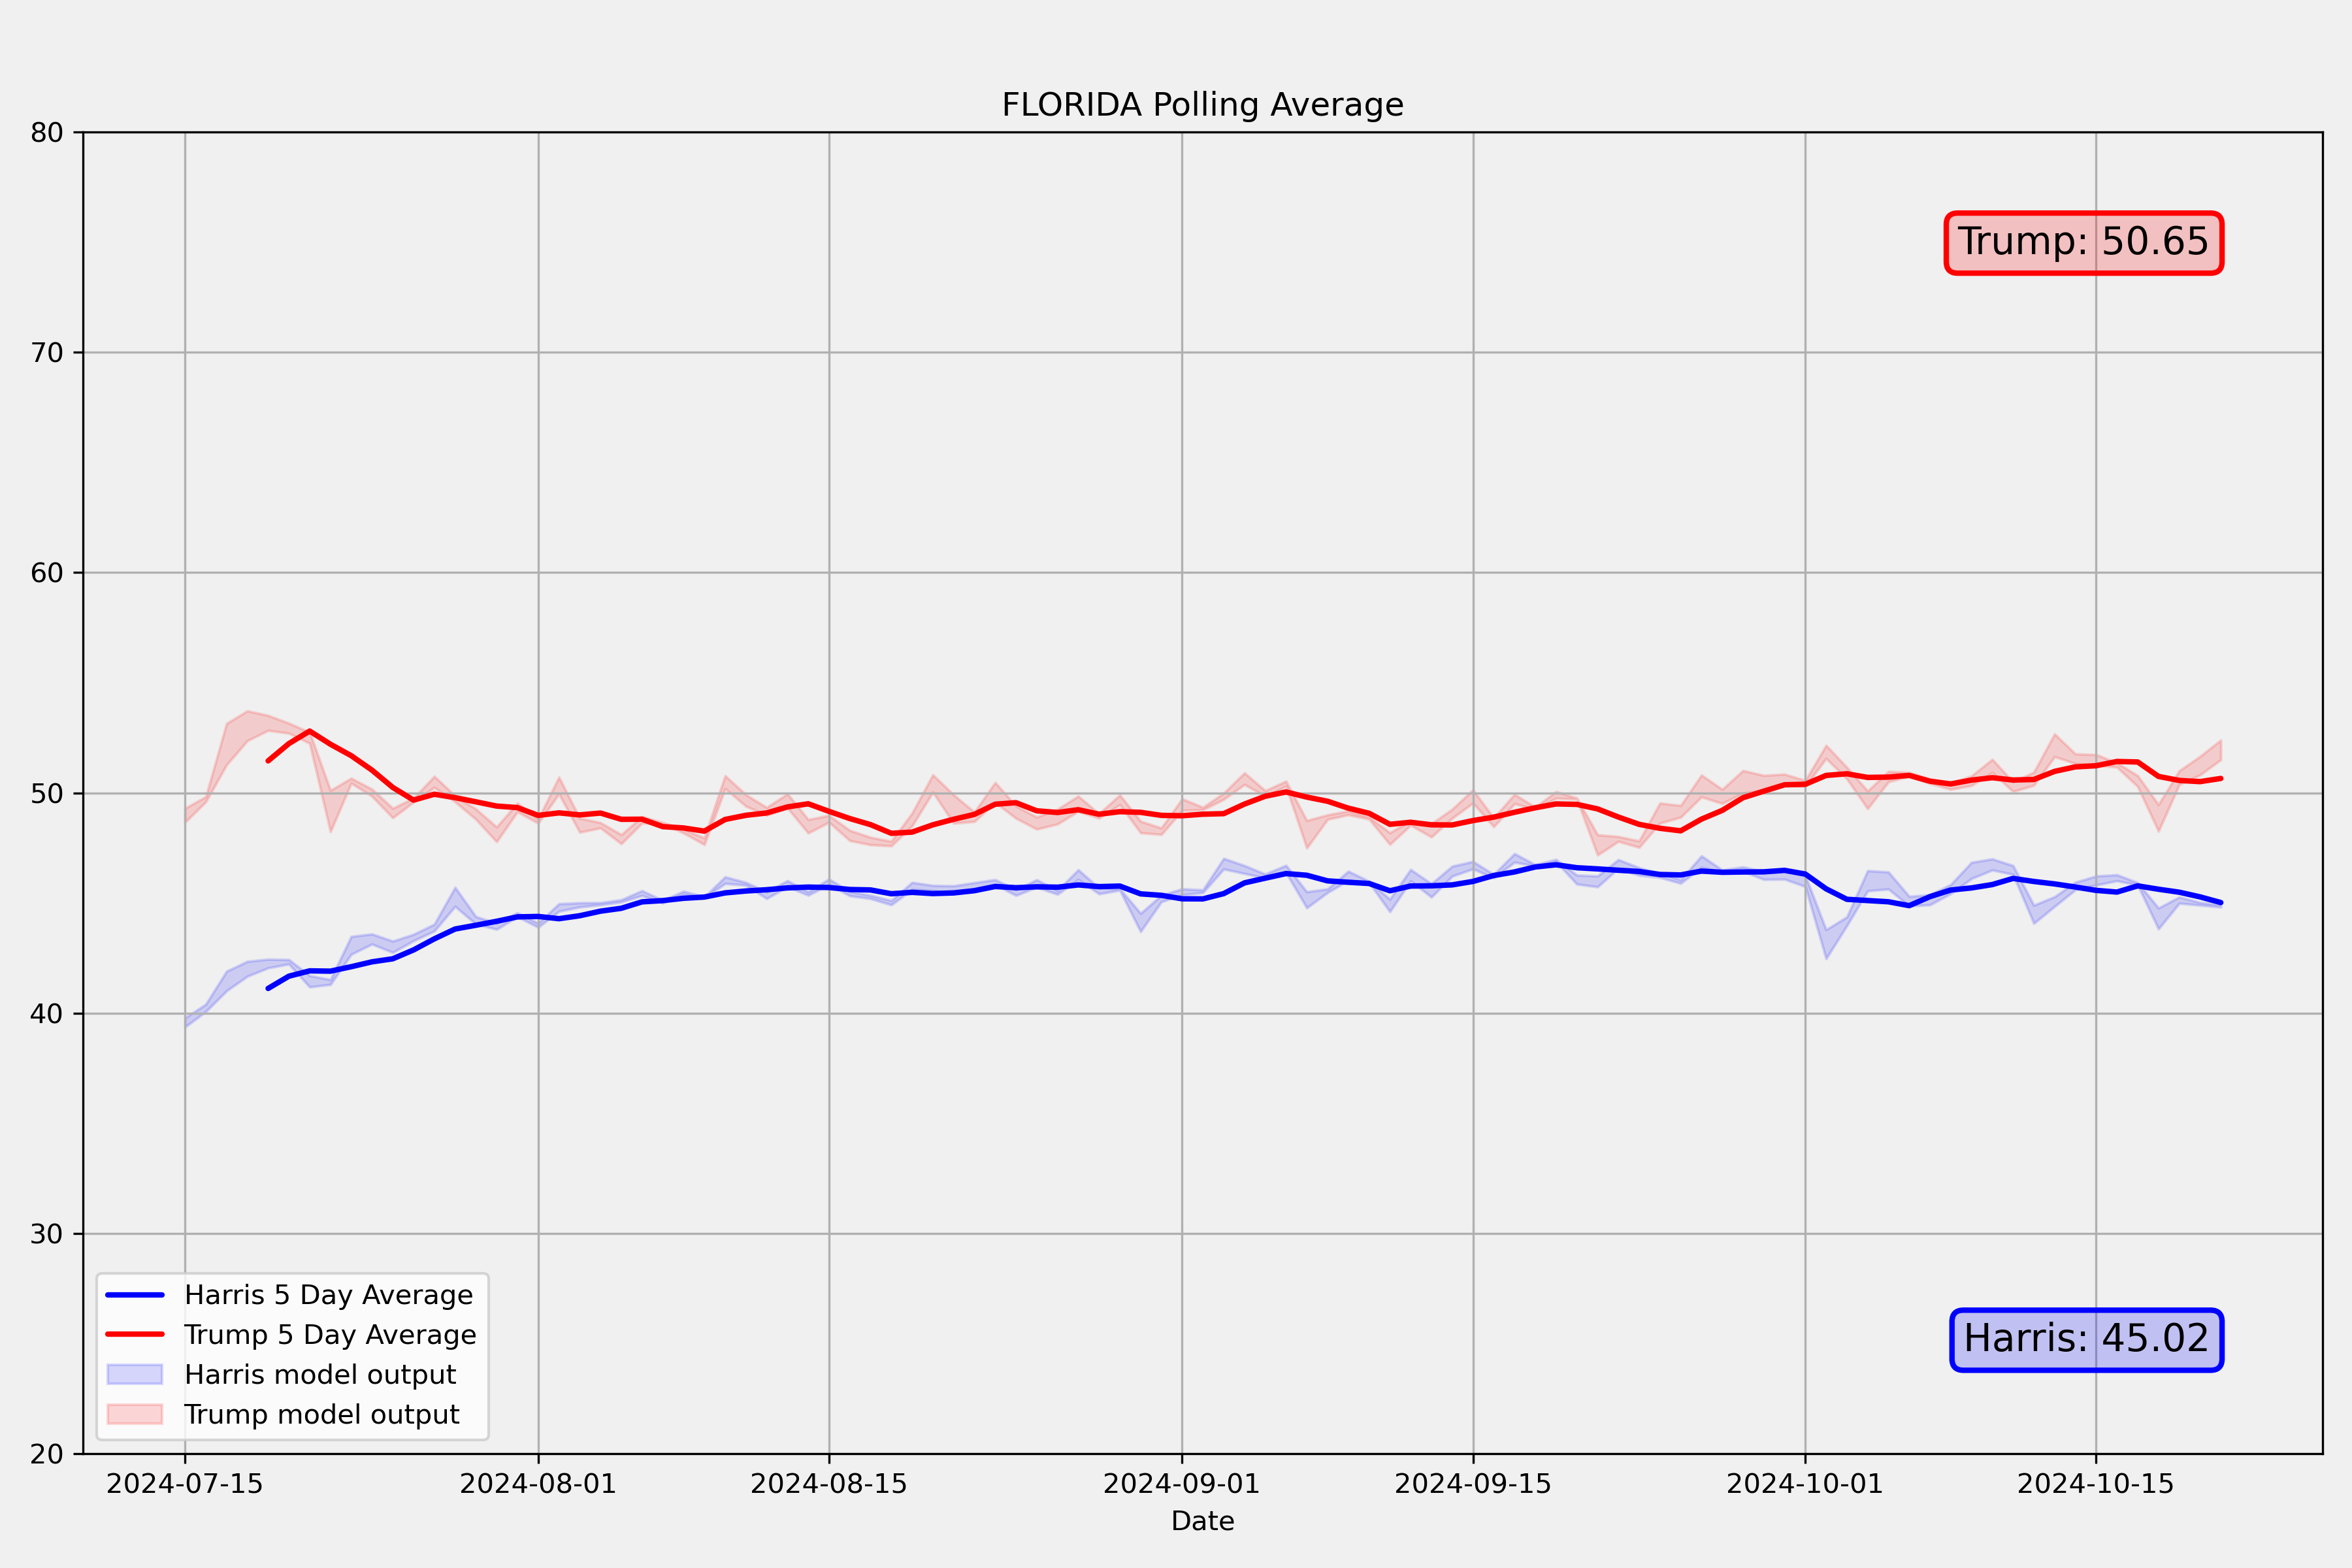 FLORIDA Polling Average
80
70
60
50
40
30
20
Trump: 50.65
Harris: 45.02
Harris 5 Day Average
Trump 5 Day Average
Harris model output
Trump model output
2024-07-15 2024-08-01 2024-08-15 2024-09-01 2024-09-15 2024-10-01 2024-10-15
Date